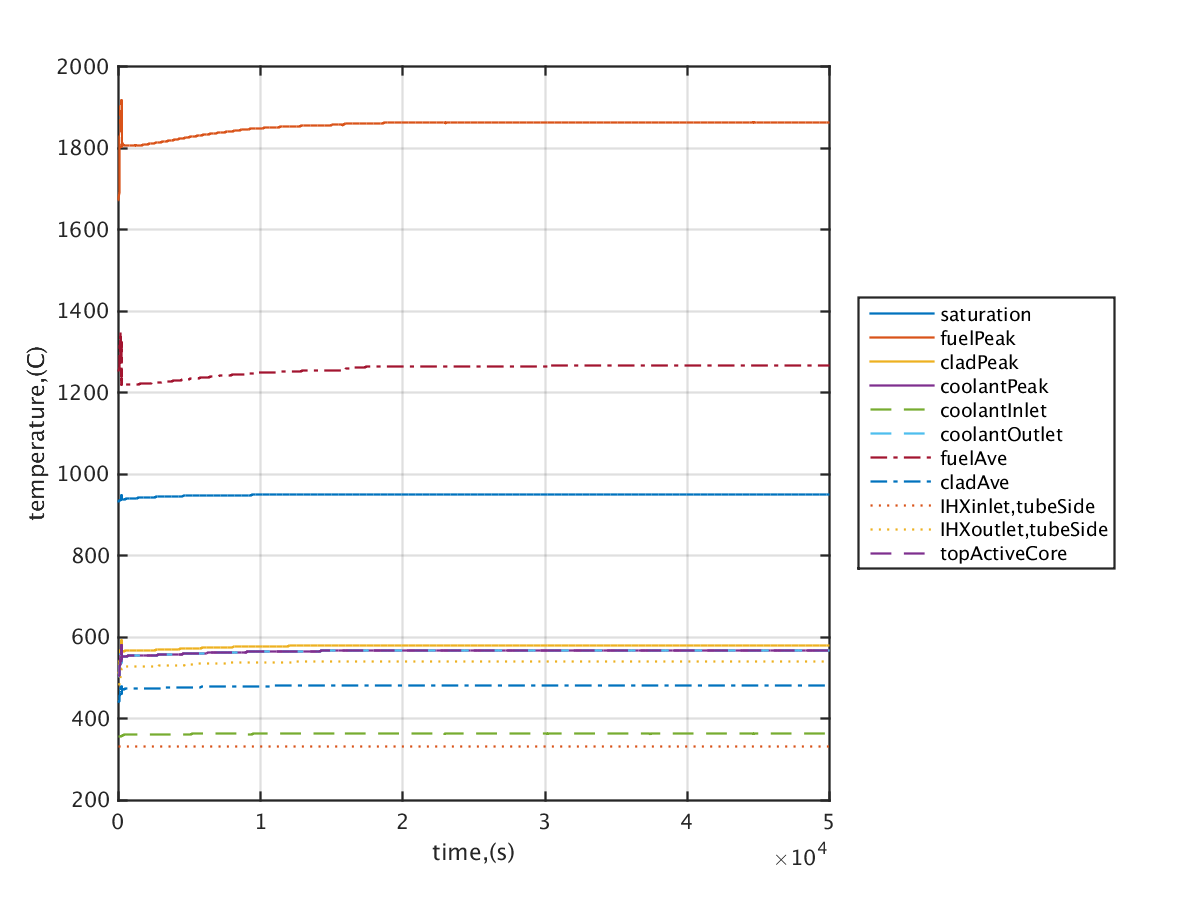 2000
1800
1600
1400
1200
1000
800
600
400
200
temperature,(C)
0 1 2 3 4 5
×10^4
time,(s)
saturation
fuelPeak
cladPeak
coolantPeak
coolantInlet
coolantOutlet
fuelAve
cladAve
IHXinlet,tubeSide
IHXoutlet,tubeSide
topActiveCore